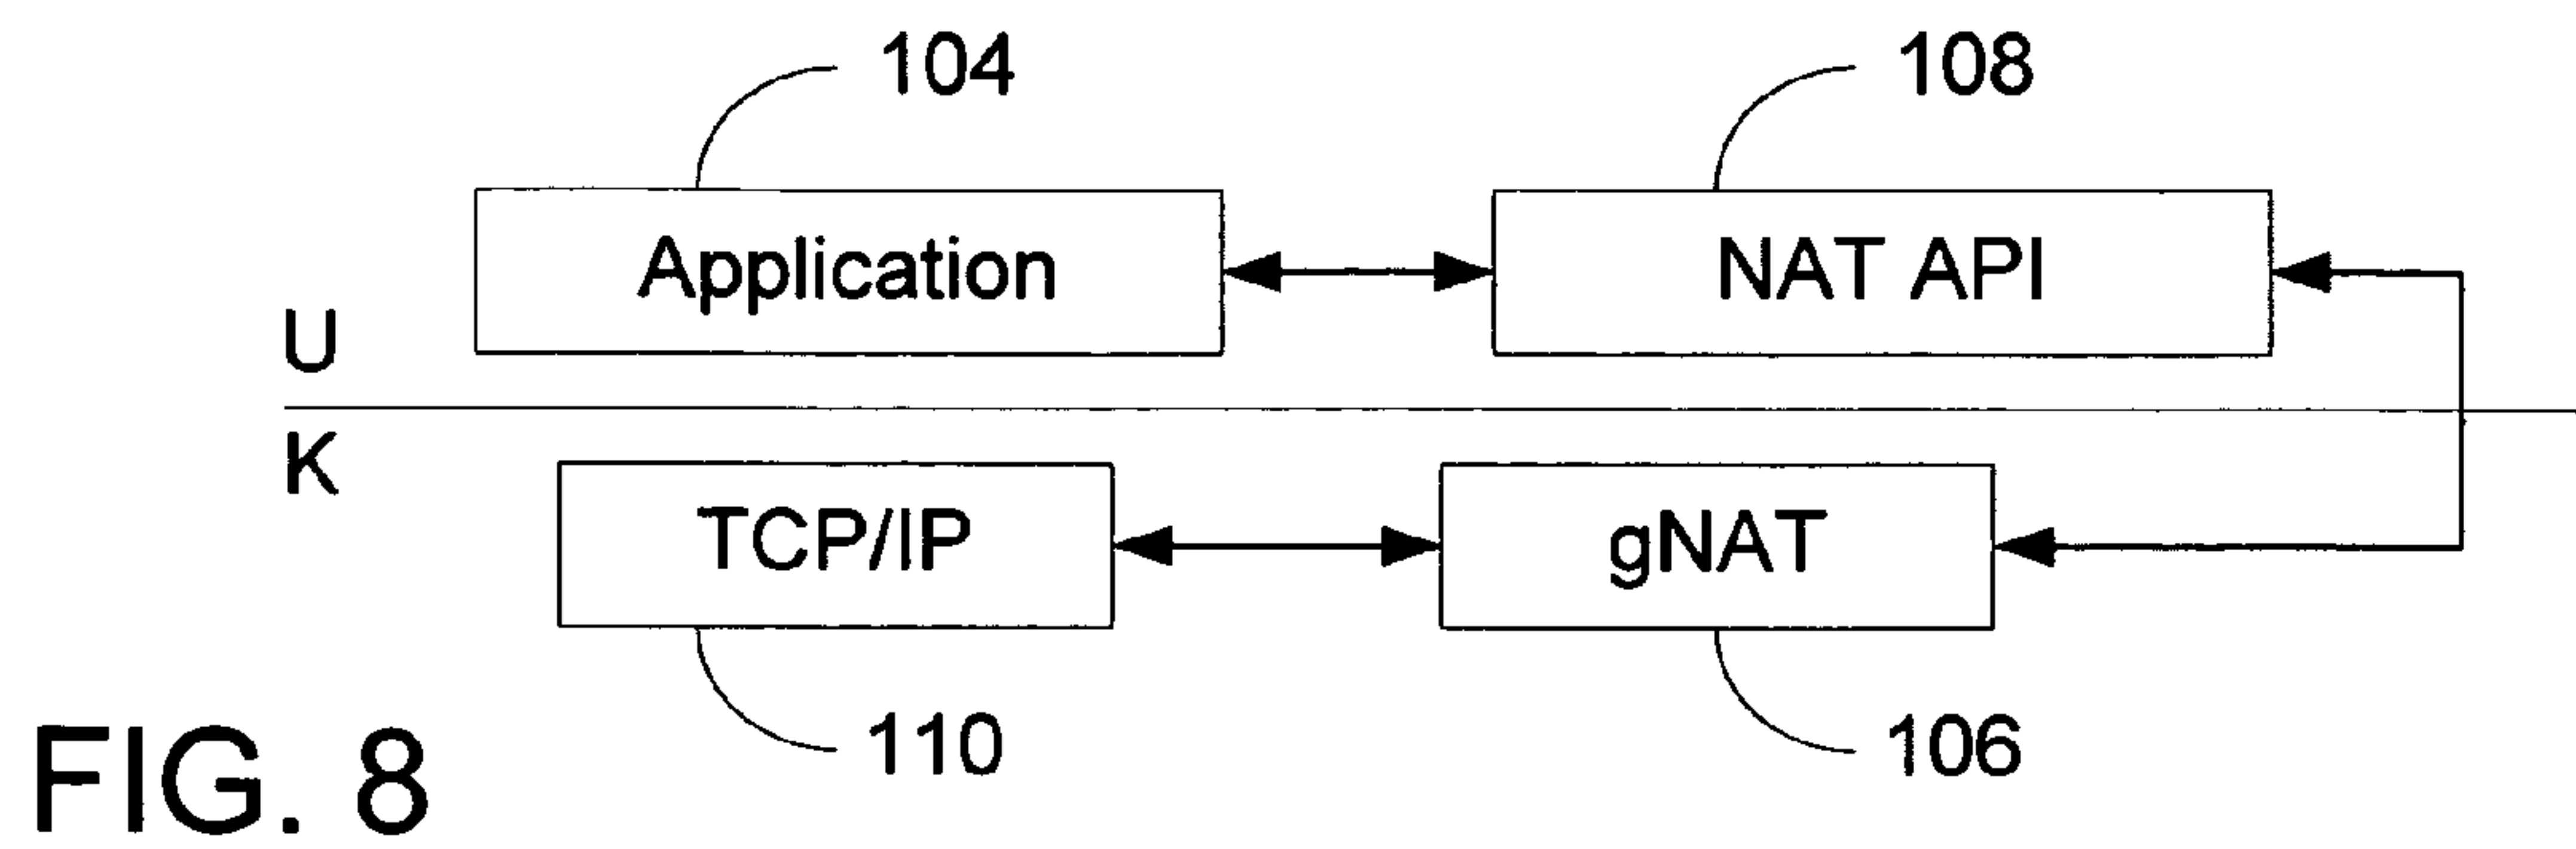 104
108
Application
NAT API
U
K
TCP/IP
gNAT
110
106
FIG. 8